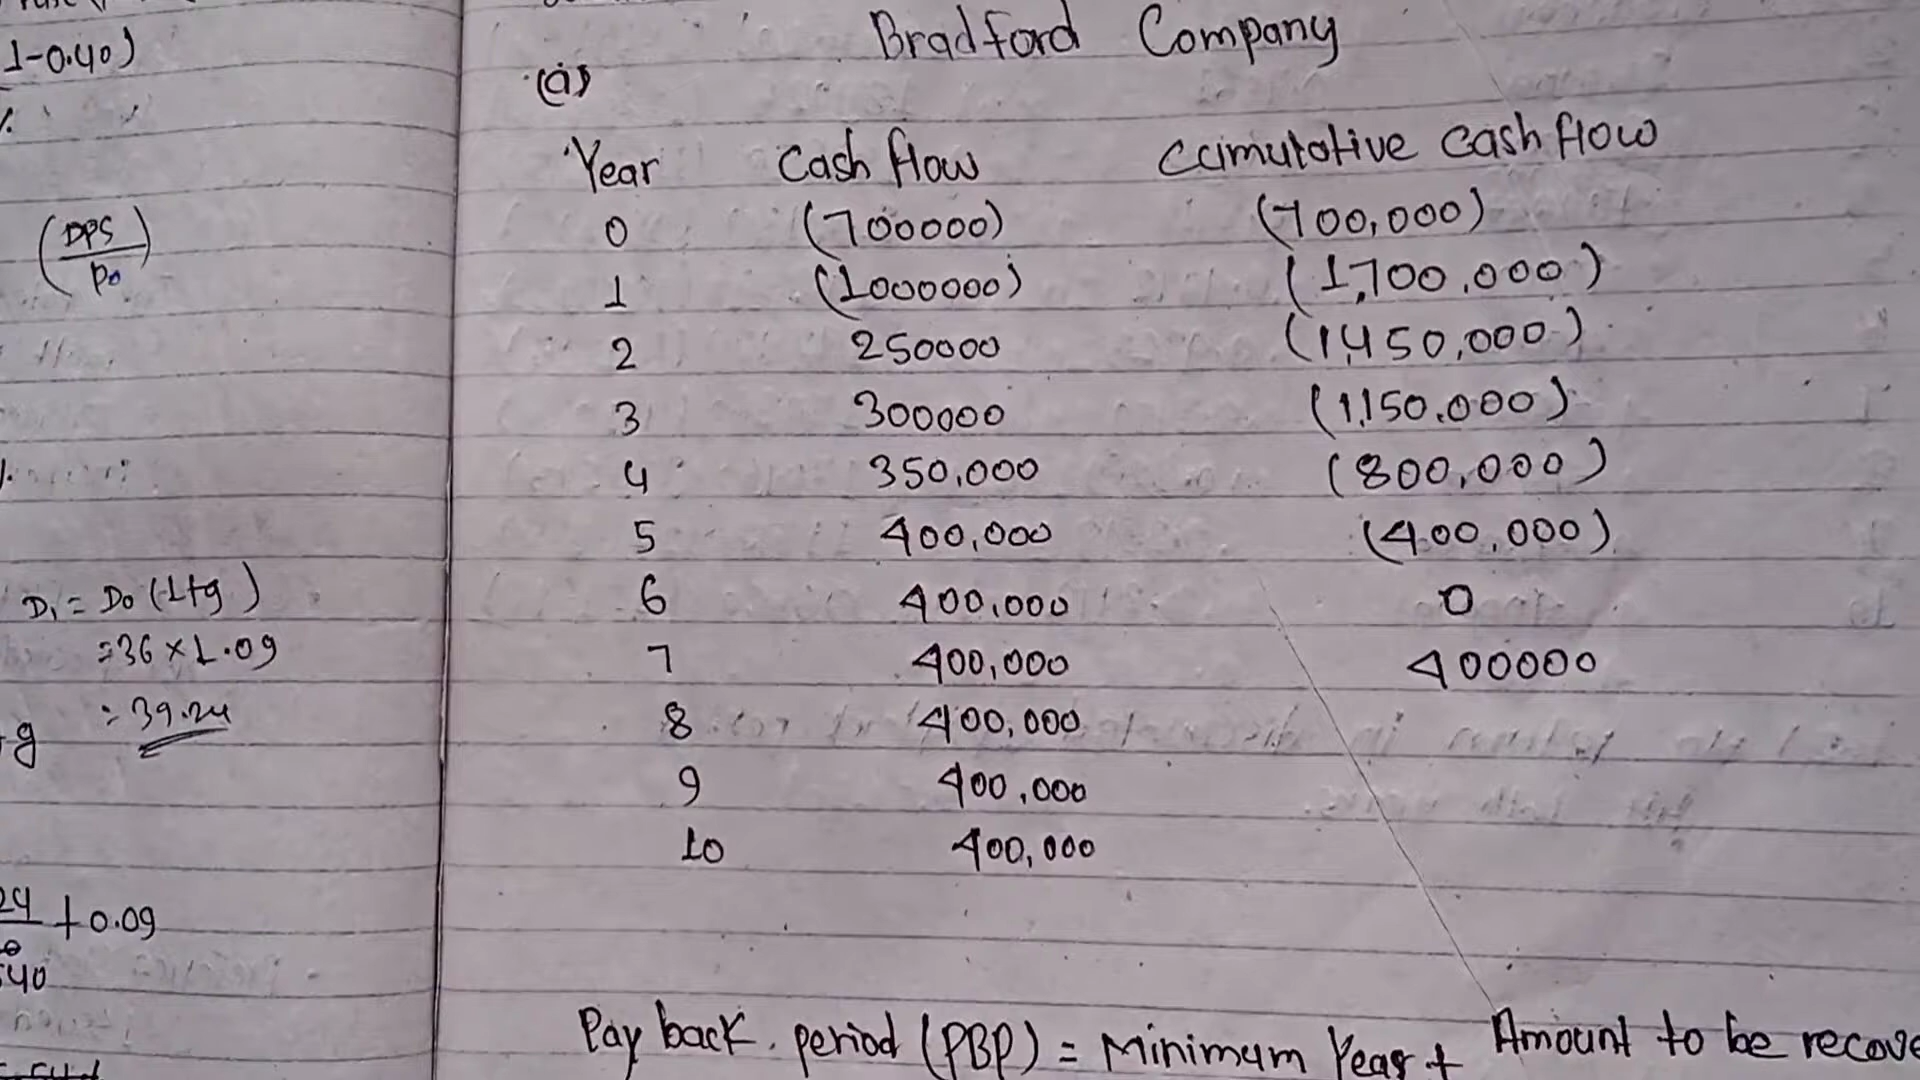 1-0.40)
(DPS/P0)
D1 = D0 (1+g)
=36 × 1.09
= 39.24
g
24 +0.09
540
Bradford Company
(a)
Year Cash flow Cumulative cash flow
0 (700000) (700,000)
1 (1000000) (1,700,000)
2 250000 (1,450,000)
3 300000 (1,150,000)
4 350,000 (800,000)
5 400,000 (400,000)
6 400,000 0
7 400,000 400000
8 400,000
9 400,000
10 400,000
Pay back period (PBP) = Minimum Year + Amount to be recove